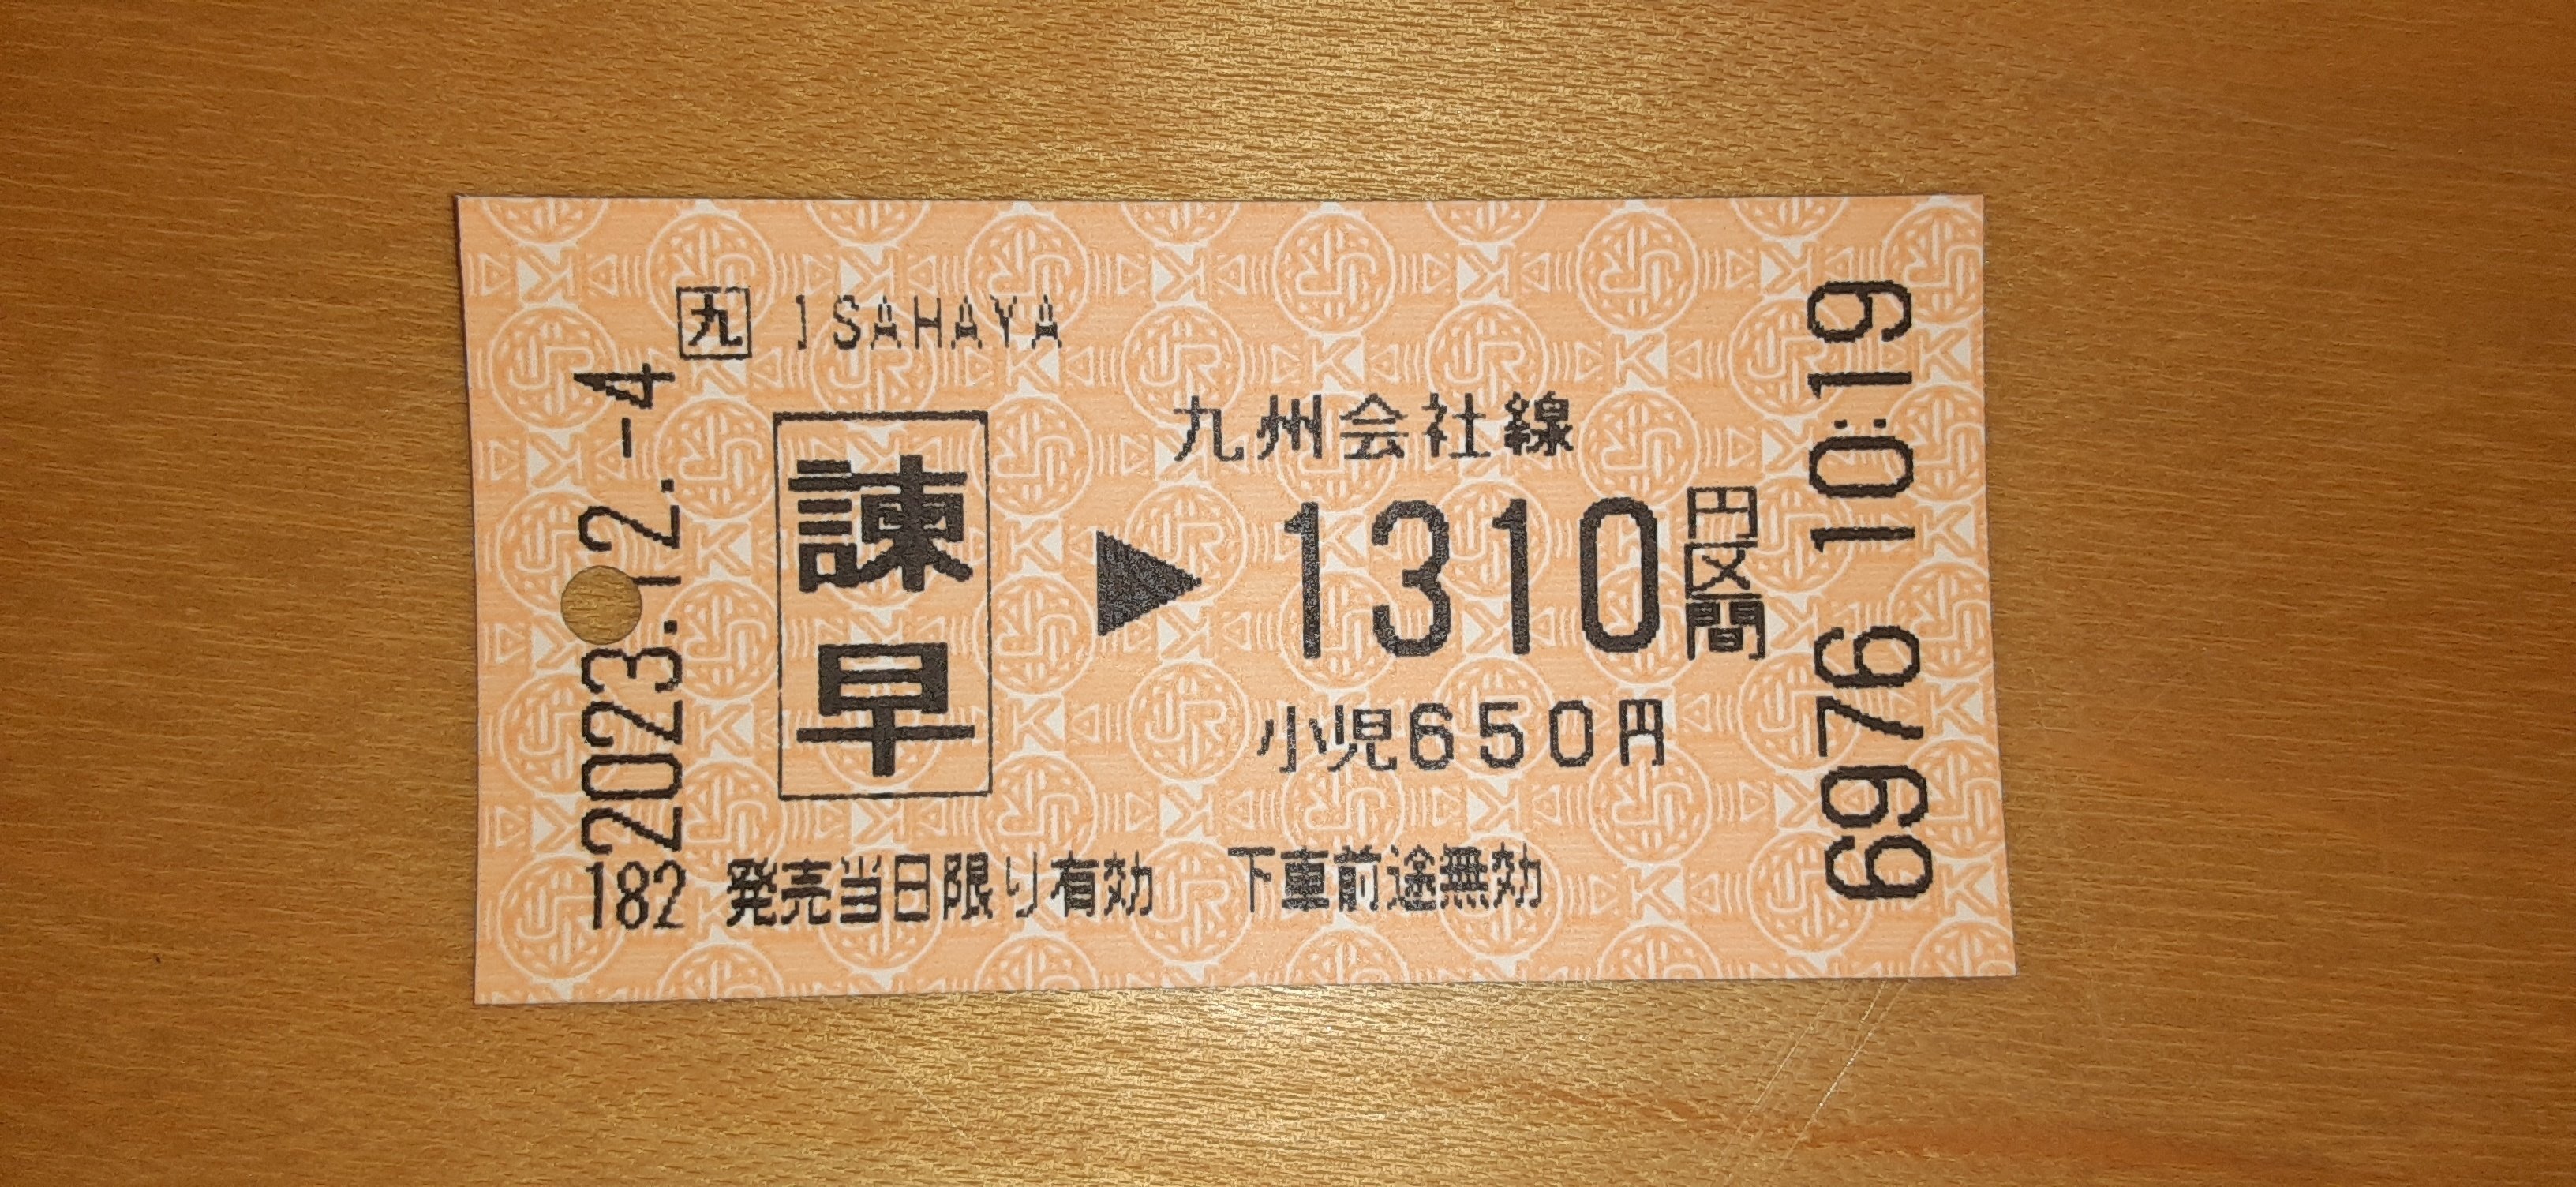 九 ISAHAYA
2023.12.-4
諫早
九州会社線
▶1310円区間
小児650円
182 発売当日限り有効 下車前途無効
6976 10:19